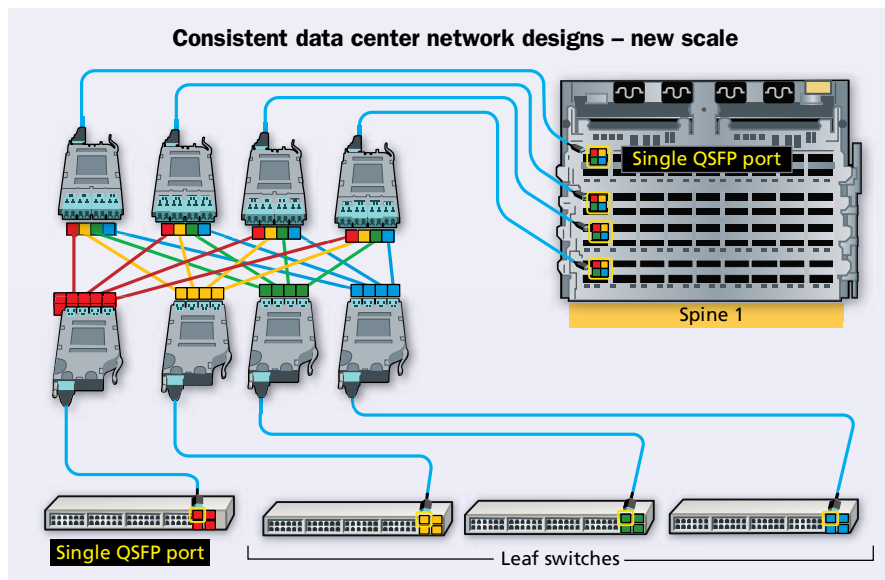 Consistent data center network designs – new scale
Single QSFP port
Spine 1
Single QSFP port
Leaf switches